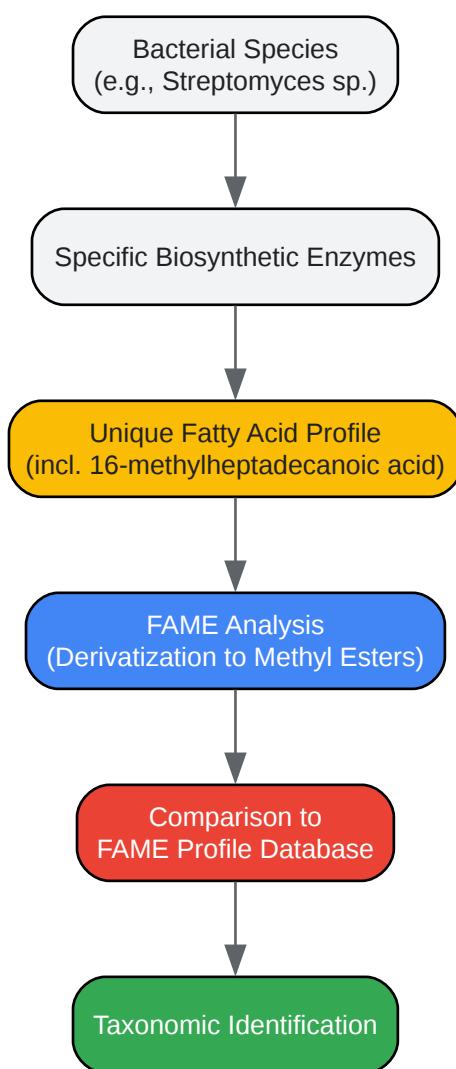 Bacterial Species
(e.g., Streptomyces sp.)
Specific Biosynthetic Enzymes
Unique Fatty Acid Profile
(incl. 16-methylheptadecanoic acid)
FAME Analysis
(Derivatization to Methyl Esters)
Comparison to
FAME Profile Database
Taxonomic Identification